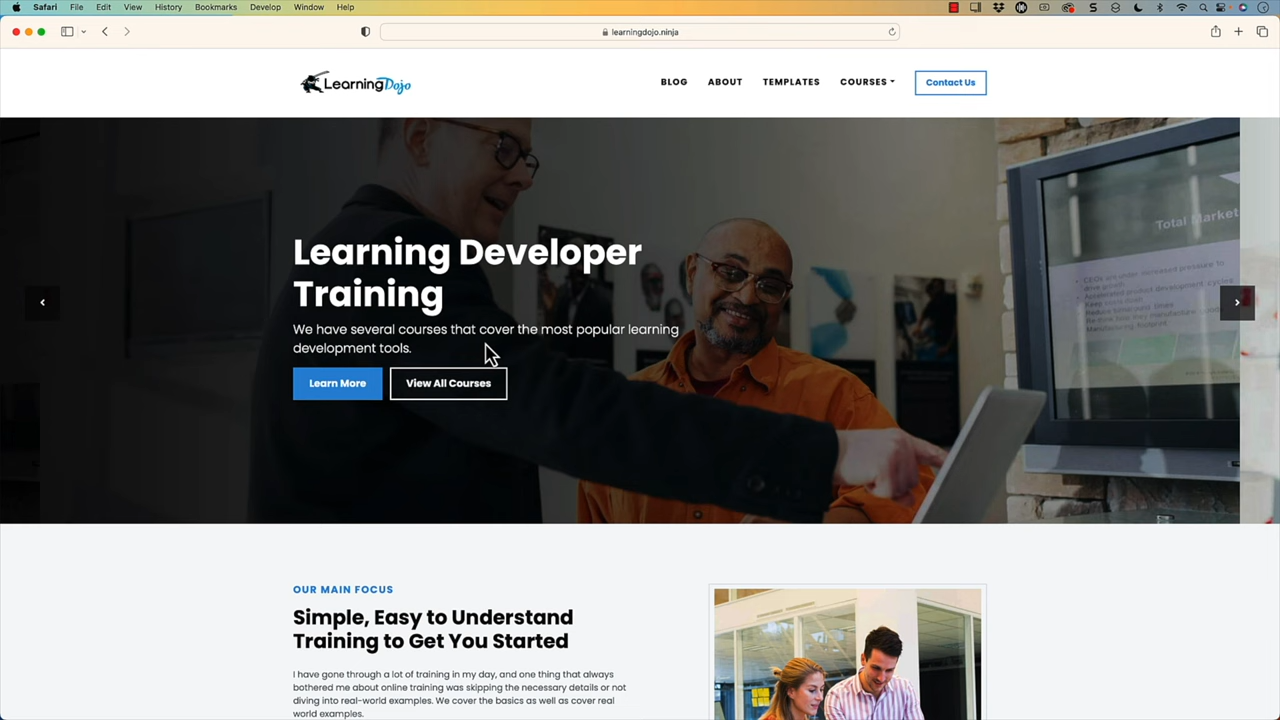 Safari File Edit View History Bookmarks Develop Window Help
learningdojo.ninja
LearningDojo
BLOG ABOUT TEMPLATES COURSES Contact Us
Total Market
Learning Developer
Training
We have several courses that cover the most popular learning
development tools.
Learn More View All Courses
OUR MAIN FOCUS
Simple, Easy to Understand
Training to Get You Started
I have gone through a lot of training in my day, and one thing that always
bothered me about online training was skipping the necessary details or not
diving into real-world examples. We cover the basics as well as cover real
world examples.